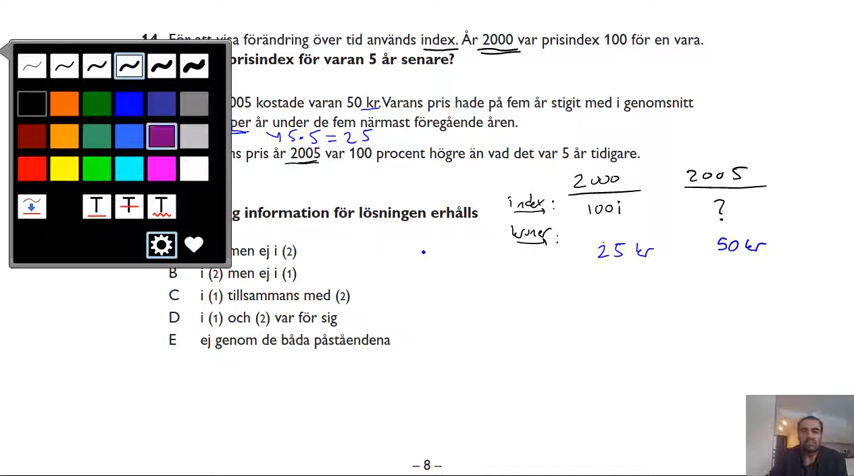 14 För att visa förändring över tid används index. År 2000 var prisindex 100 för en vara.
prisindex för varan 5 år senare?
005 kostade varan 50 kr. Varans pris hade på fem år stigit med i genomsnitt
per år under de fem närmast föregående åren.
5 · 5 = 25
ns pris år 2005 var 100 procent högre än vad det var 5 år tidigare.
2000 2005
index : 100i ?
g information för lösningen erhålls
kronor : 25 kr 50 kr
men ej i (2)
B i (2) men ej i (1)
C i (1) tillsammans med (2)
D i (1) och (2) var för sig
E ej genom de båda påståendena
– 8 –
T T T